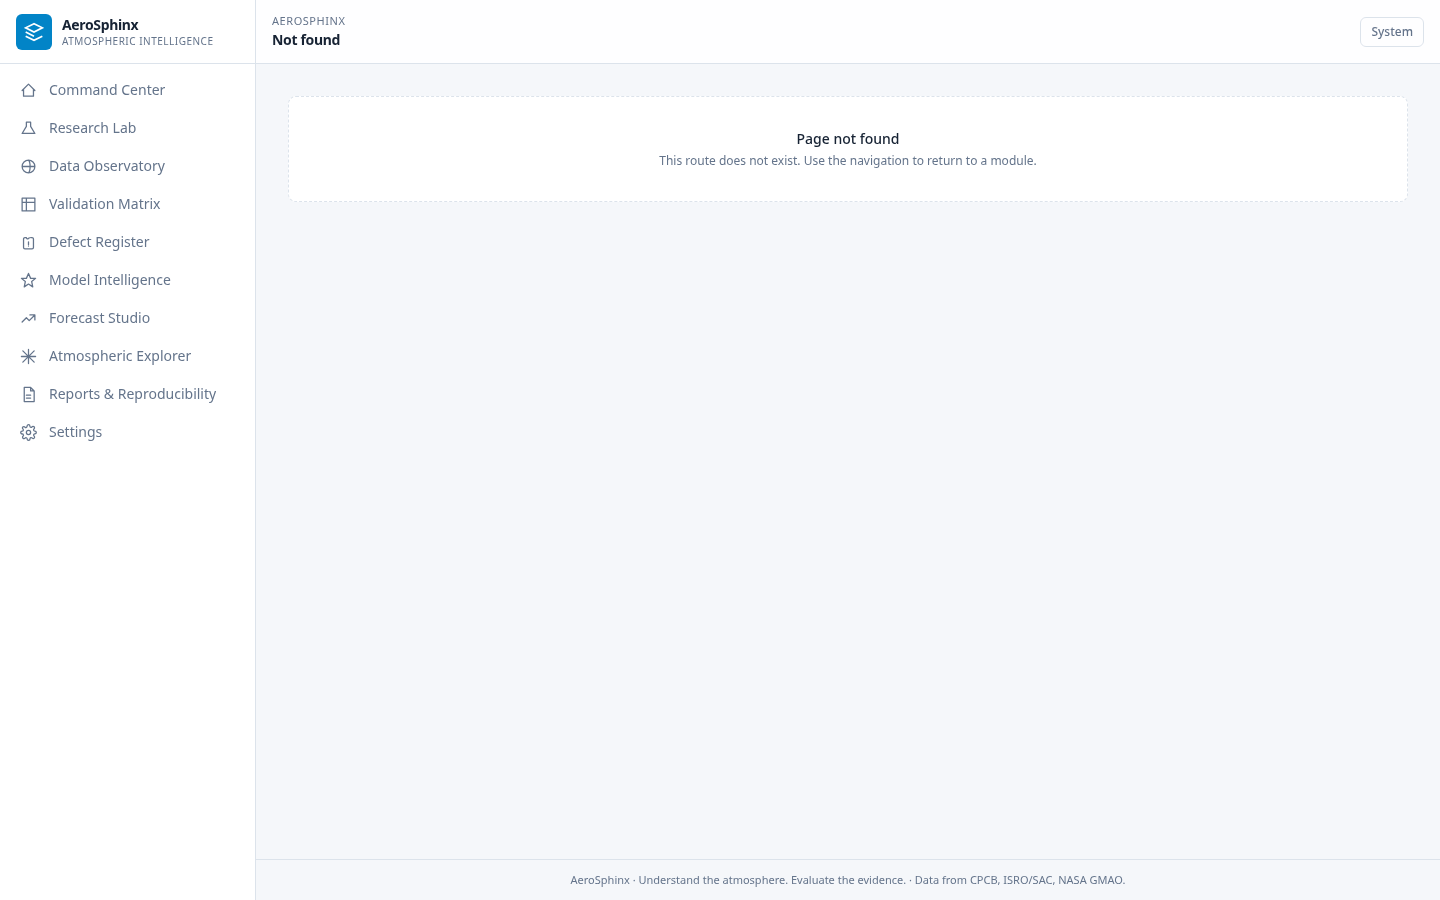 AeroSphinx
ATMOSPHERIC INTELLIGENCE
AEROSPHINX
Not found
System
Command Center
Research Lab
Data Observatory
Validation Matrix
Defect Register
Model Intelligence
Forecast Studio
Atmospheric Explorer
Reports & Reproducibility
Settings
Page not found
This route does not exist. Use the navigation to return to a module.
AeroSphinx · Understand the atmosphere. Evaluate the evidence. · Data from CPCB, ISRO/SAC, NASA GMAO.